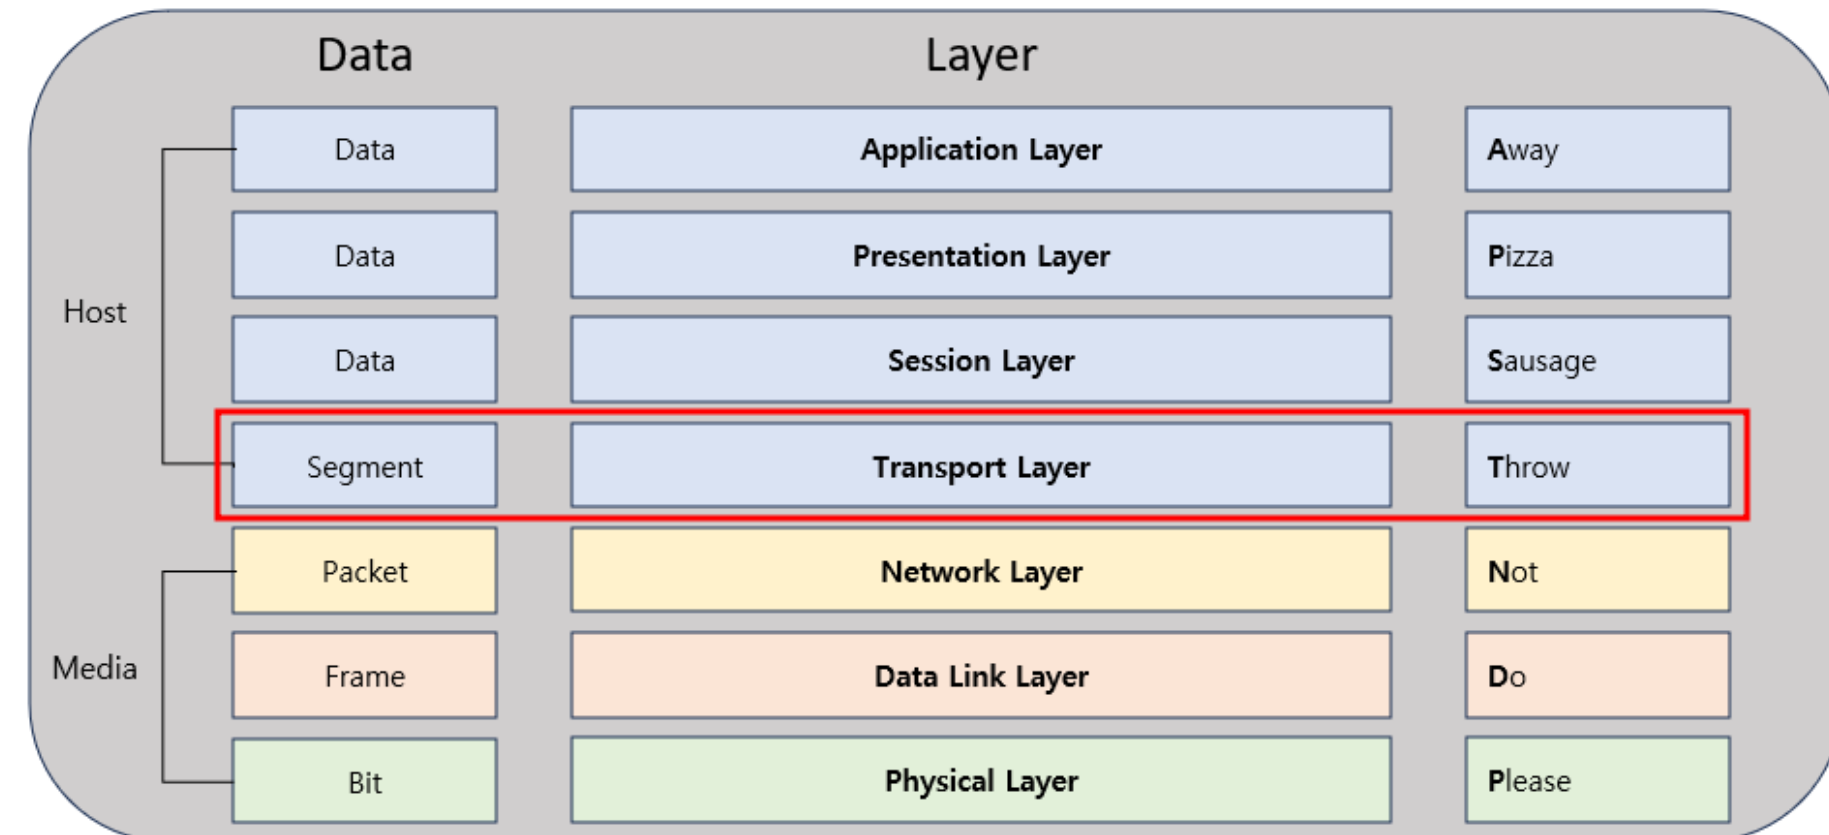 Data Layer
Data Application Layer Away
Data Presentation Layer Pizza
Host
Data Session Layer Sausage
Segment Transport Layer Throw
Packet Network Layer Not
Media
Frame Data Link Layer Do
Bit Physical Layer Please